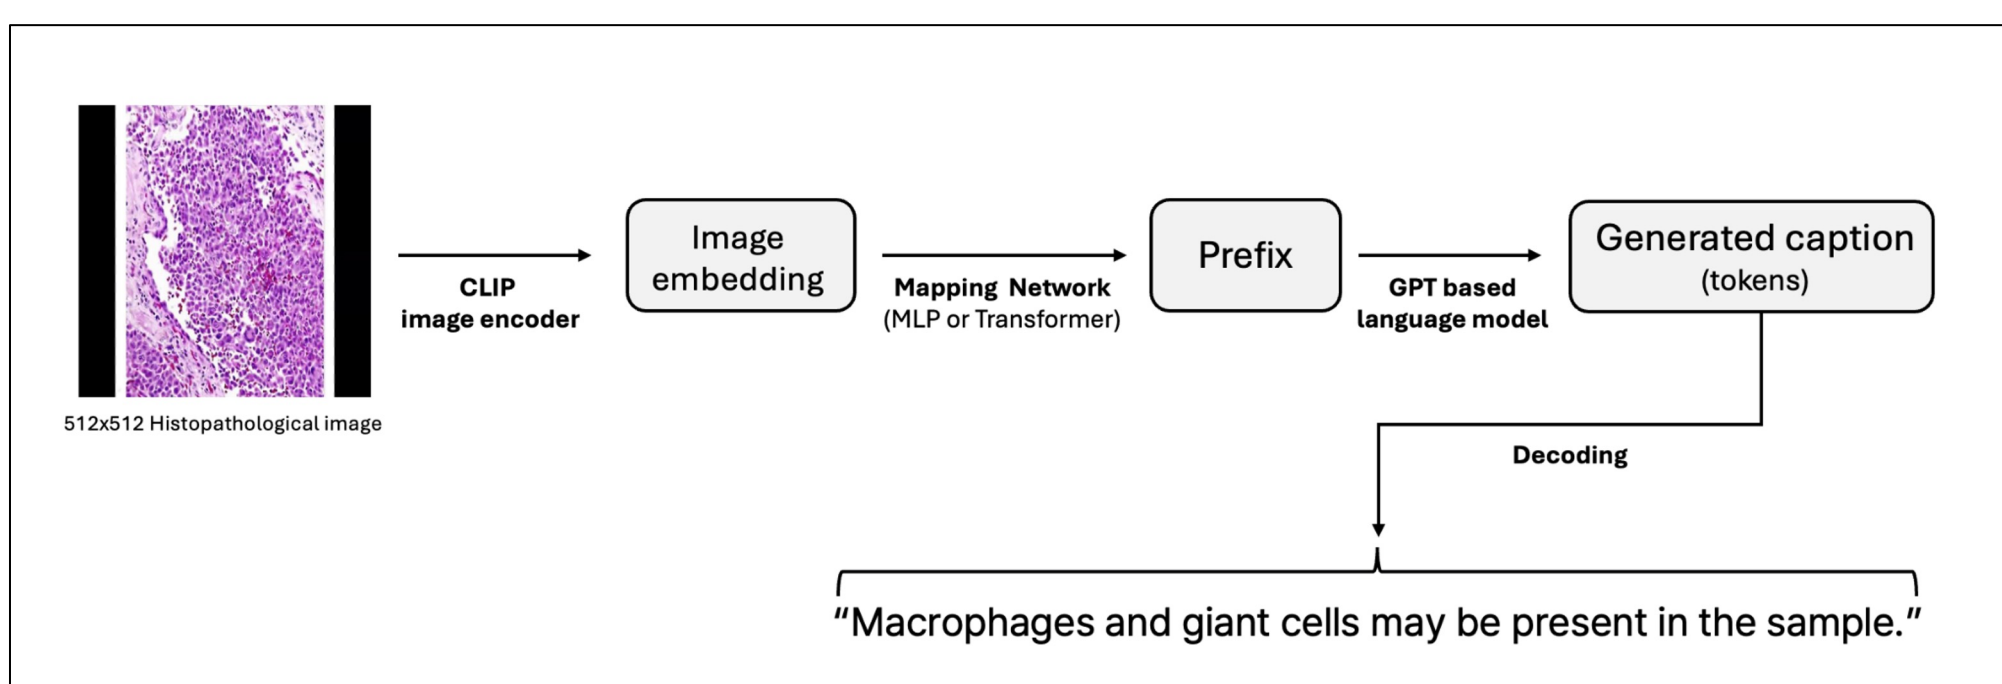 512x512 Histopathological image
CLIP
image encoder
Image
embedding
Mapping Network
(MLP or Transformer)
Prefix
GPT based
language model
Generated caption
(tokens)
Decoding
“Macrophages and giant cells may be present in the sample.”